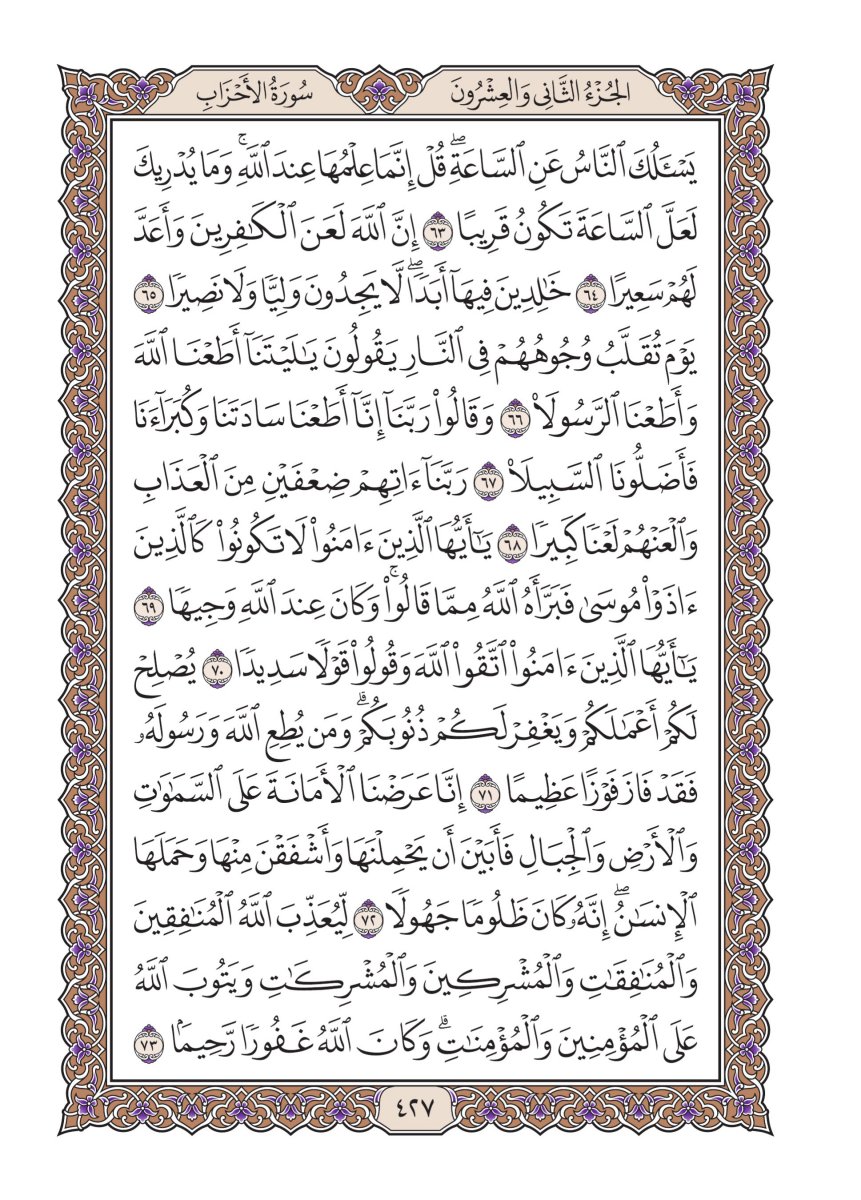 الجُزْءُ الثَّانِي وَالعِشْرُونَ
سُورَةُ الأَحْزَابِ
يَسْـَٔلُكَ ٱلنَّاسُ عَنِ ٱلسَّاعَةِۖ قُلْ إِنَّمَا عِلْمُهَا عِندَ ٱللَّهِۚ وَمَا يُدْرِيكَ
لَعَلَّ ٱلسَّاعَةَ تَكُونُ قَرِيبًا ٦٣ إِنَّ ٱللَّهَ لَعَنَ ٱلْكَٰفِرِينَ وَأَعَدَّ
لَهُمْ سَعِيرًا ٦٤ خَٰلِدِينَ فِيهَآ أَبَدًاۖ لَّا يَجِدُونَ وَلِيًّا وَلَا نَصِيرًا ٦٥
يَوْمَ تُقَلَّبُ وُجُوهُهُمْ فِي ٱلنَّارِ يَقُولُونَ يَٰلَيْتَنَآ أَطَعْنَا ٱللَّهَ
وَأَطَعْنَا ٱلرَّسُولَا۠ ٦٦ وَقَالُوا۟ رَبَّنَآ إِنَّآ أَطَعْنَا سَادَتَنَا وَكُبَرَآءَنَا
فَأَضَلُّونَا ٱلسَّبِيلَا۠ ٦٧ رَبَّنَآ ءَاتِهِمْ ضِعْفَيْنِ مِنَ ٱلْعَذَابِ
وَٱلْعَنْهُمْ لَعْنًا كَبِيرًا ٦٨ يَٰٓأَيُّهَا ٱلَّذِينَ ءَامَنُوا۟ لَا تَكُونُوا۟ كَٱلَّذِينَ
ءَاذَوْا۟ مُوسَىٰ فَبَرَّأَهُ ٱللَّهُ مِمَّا قَالُوا۟ۚ وَكَانَ عِندَ ٱللَّهِ وَجِيهًا ٦٩
يَٰٓأَيُّهَا ٱلَّذِينَ ءَامَنُوا۟ ٱتَّقُوا۟ ٱللَّهَ وَقُولُوا۟ قَوْلًا سَدِيدًا ٧٠ يُصْلِحْ
لَكُمْ أَعْمَٰلَكُمْ وَيَغْفِرْ لَكُمْ ذُنُوبَكُمْۗ وَمَن يُطِعِ ٱللَّهَ وَرَسُولَهُۥ
فَقَدْ فَازَ فَوْزًا عَظِيمًا ٧١ إِنَّا عَرَضْنَا ٱلْأَمَانَةَ عَلَى ٱلسَّمَٰوَٰتِ
وَٱلْأَرْضِ وَٱلْجِبَالِ فَأَبَيْنَ أَن يَحْمِلْنَهَا وَأَشْفَقْنَ مِنْهَا وَحَمَلَهَا
ٱلْإِنسَٰنُۖ إِنَّهُۥ كَانَ ظَلُومًا جَهُولًا ٧٢ لِّيُعَذِّبَ ٱللَّهُ ٱلْمُنَٰفِقِينَ
وَٱلْمُنَٰفِقَٰتِ وَٱلْمُشْرِكِينَ وَٱلْمُشْرِكَٰتِ وَيَتُوبَ ٱللَّهُ
عَلَى ٱلْمُؤْمِنِينَ وَٱلْمُؤْمِنَٰتِۗ وَكَانَ ٱللَّهُ غَفُورًا رَّحِيمًۢا ٧٣
٤٢٧